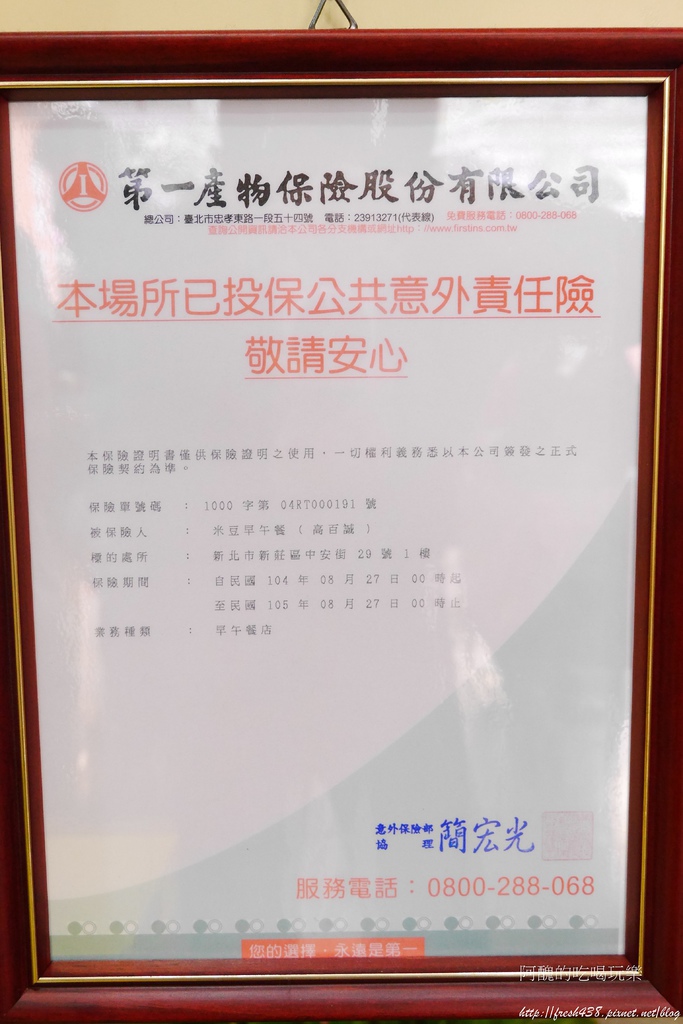 第一產物保險股份有限公司
總公司：臺北市忠孝東路一段五十四號 電話：23913271(代表線) 免費服務電話：0800-288-068
查詢公開資訊請洽本公司各分支機構或網址http：//www.firstins.com.tw
本場所已投保公共意外責任險
敬請安心
本保險證明書僅供保險證明之使用，一切權利義務悉以本公司簽發之正式
保險契約為準。
保險單號碼 ： 1000 字第 04RT000191 號
被保險人 ： 米豆早午餐 ( 高百誠 )
標的處所 ： 新北市新莊區中安街 29 號 1 樓
保險期間 ： 自民國 104 年 08 月 27 日 00 時起
至民國 105 年 08 月 27 日 00 時止
業務種類 ： 早午餐店
意外保險部
協理 簡宏光
服務電話：0800-288-068
您的選擇‧永遠是第一
阿醜的吃喝玩樂
http://fresh438.pixnet.net/blog